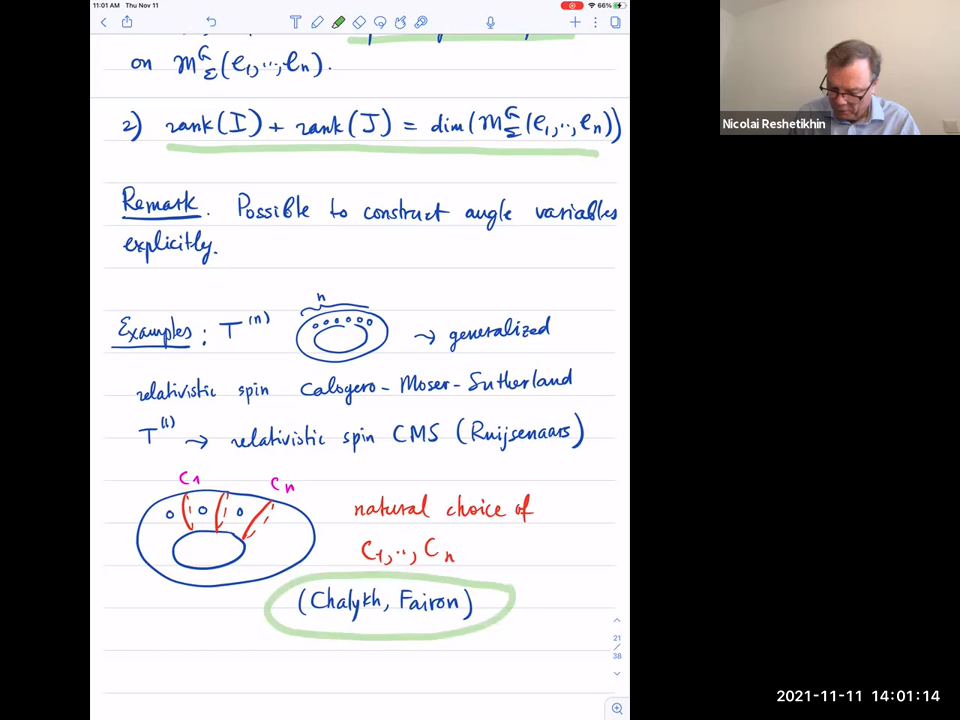 11:01 AM Thu Nov 11
66%
on M^G_Σ(e1,..,en).
2) rank(I) + rank(J) = dim(M^G_Σ(e1,..,en))
Remark. Possible to construct angle variables
explicitly.
n
Examples: T^(n) → generalized
relativistic spin Calogero-Moser-Sutherland
T^(1) → relativistic spin CMS (Ruijsenaars)
C1 Cn
natural choice of
C1,..,Cn
(Chalykh, Fairon)
21
38
Nicolai Reshetikhin
2021-11-11 14:01:14